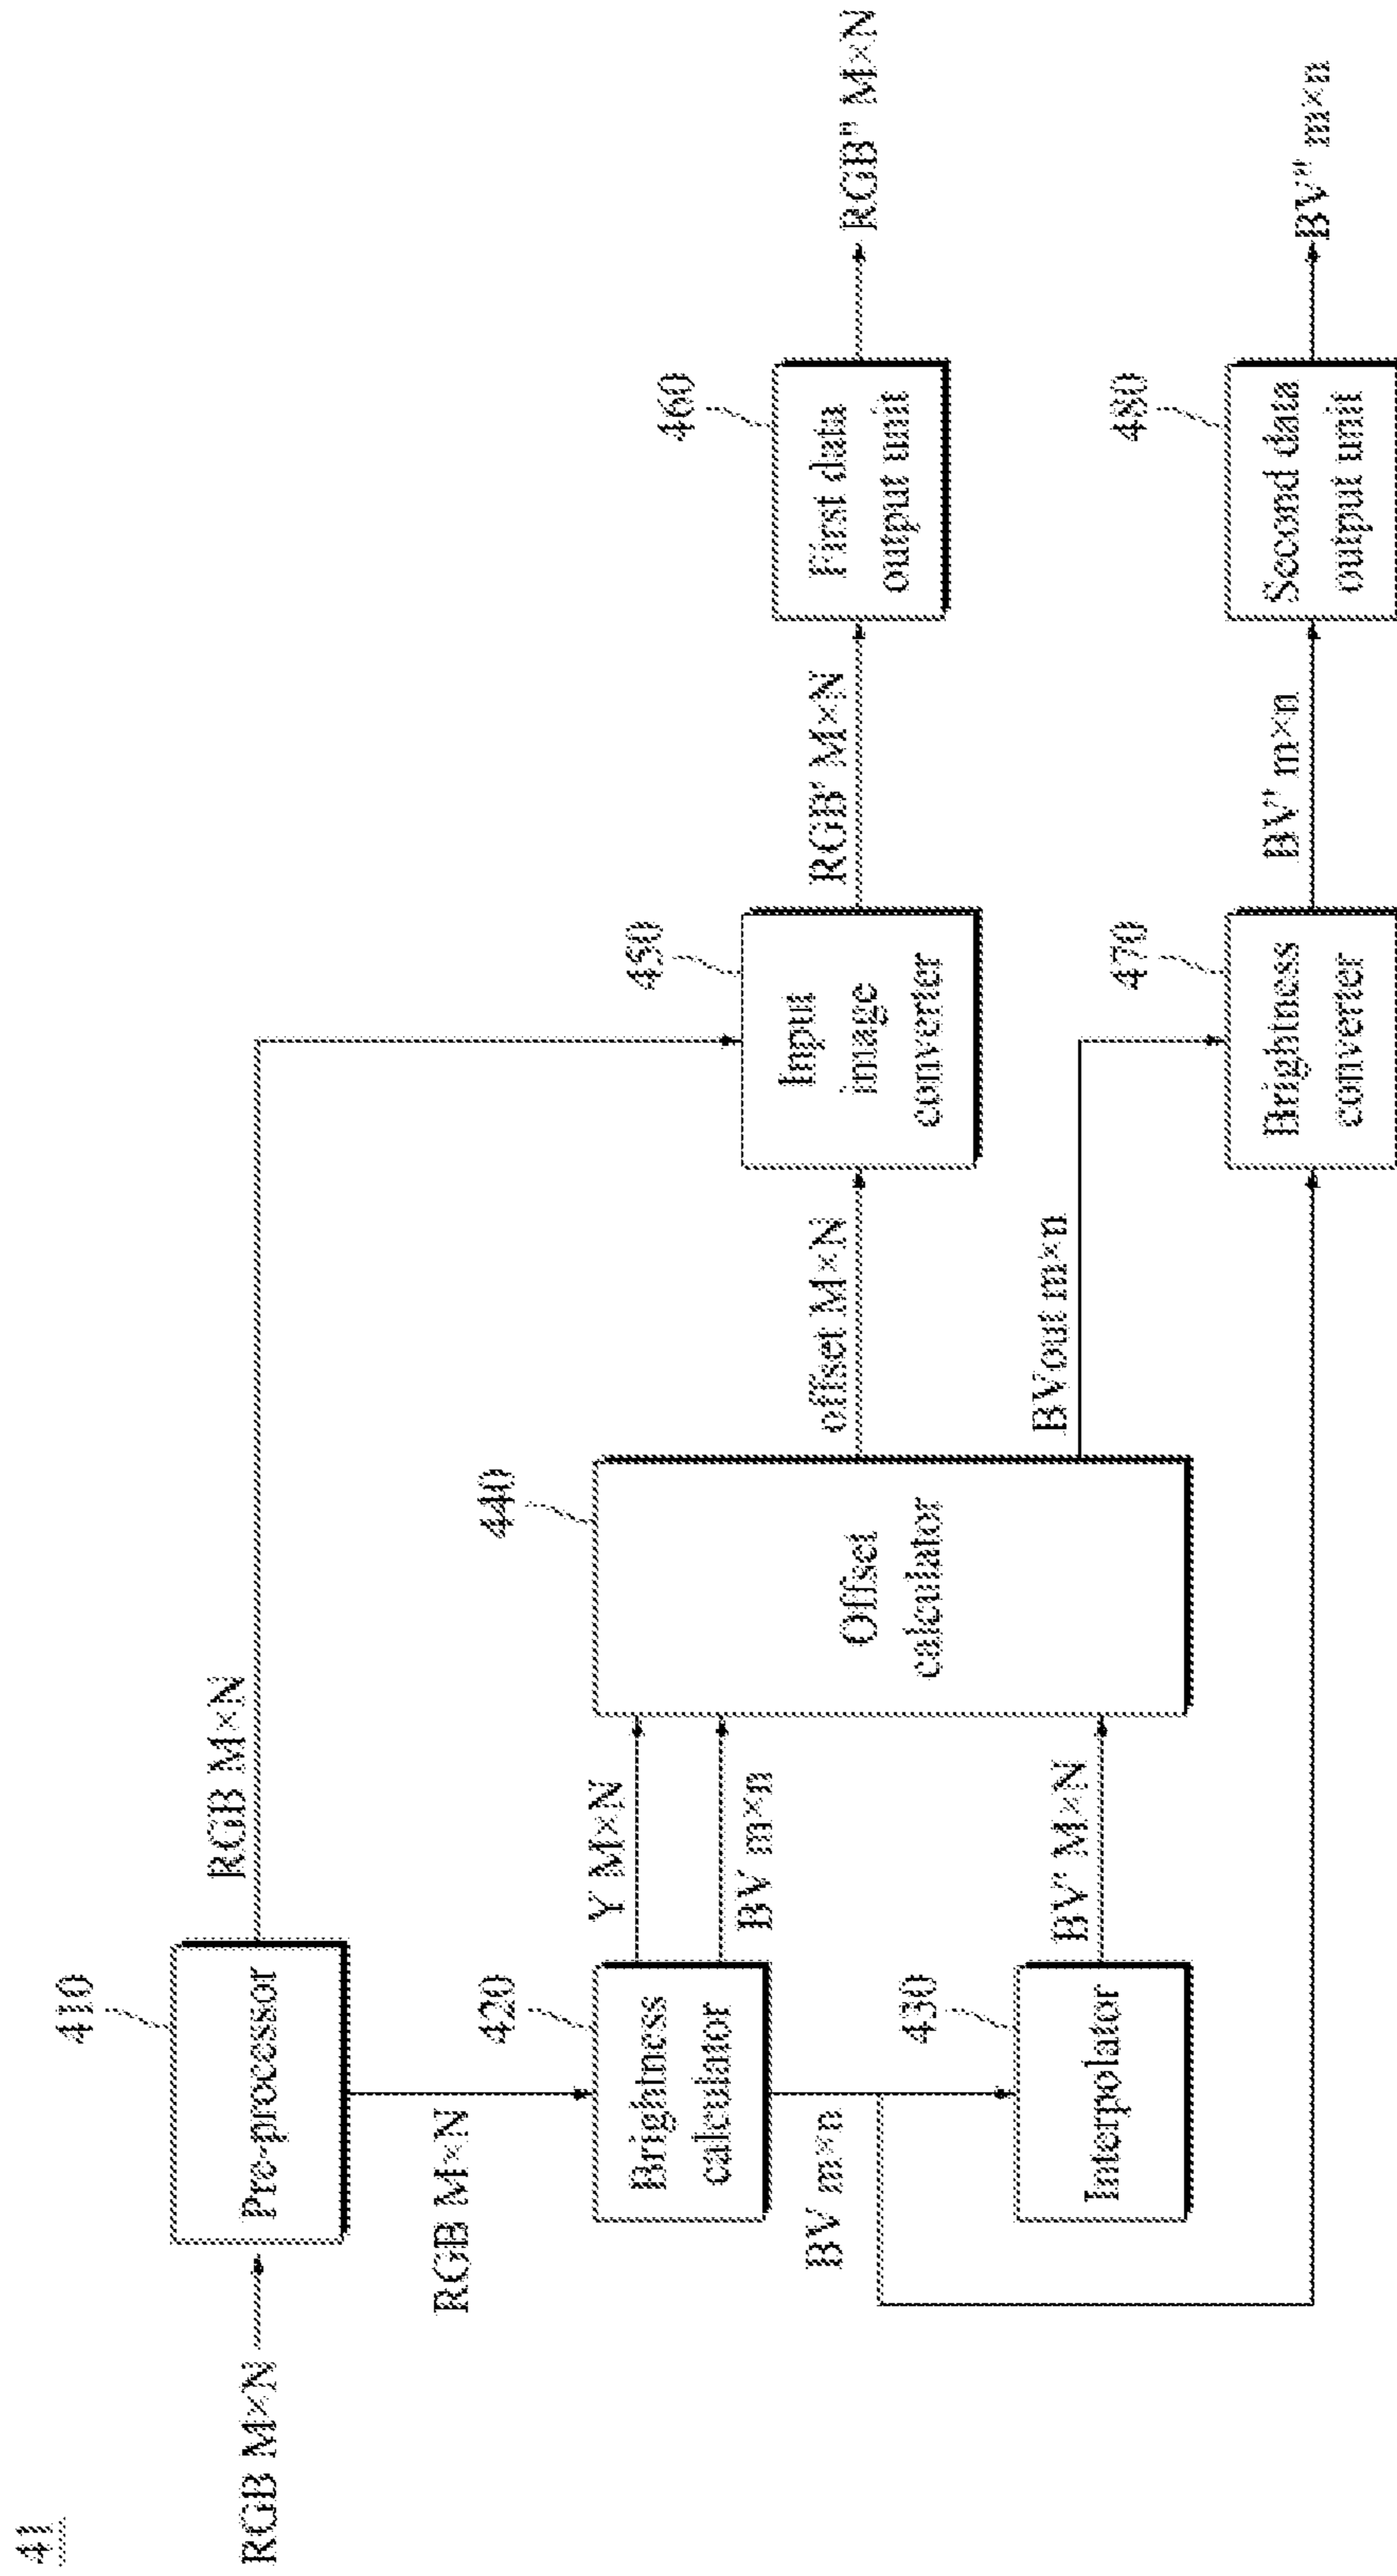 41
RGB M×N
410
Pre-processor
RGB M×N
RGB M×N
420
Brightness
calculator
Y M×N
BV m×n
BV m×n
430
Interpolator
BV' M×N
440
Offset
calculator
offset M×N
BVout m×n
450
Input
image
converter
RGB' M×N
460
First data
output unit
RGB" M×N
470
Brightness
converter
BV' m×n
480
Second data
output unit
BV" m×n